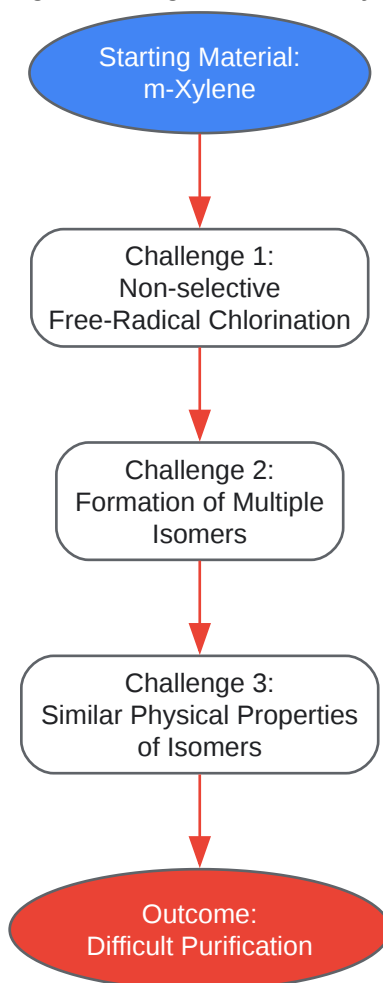 Starting Material:
m-Xylene
Challenge 1:
Non-selective
Free-Radical Chlorination
Challenge 2:
Formation of Multiple
Isomers
Challenge 3:
Similar Physical Properties
of Isomers
Outcome:
Difficult Purification